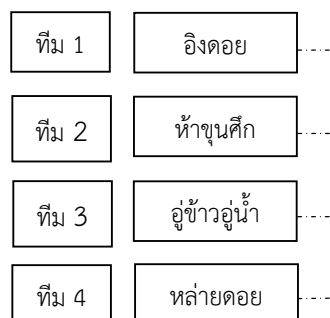 ทีม 1 อิงดอย
ทีม 2 ห้าขุนศึก
ทีม 3 อู่ข้าวอู่น้ำ
ทีม 4 หล่ายดอย